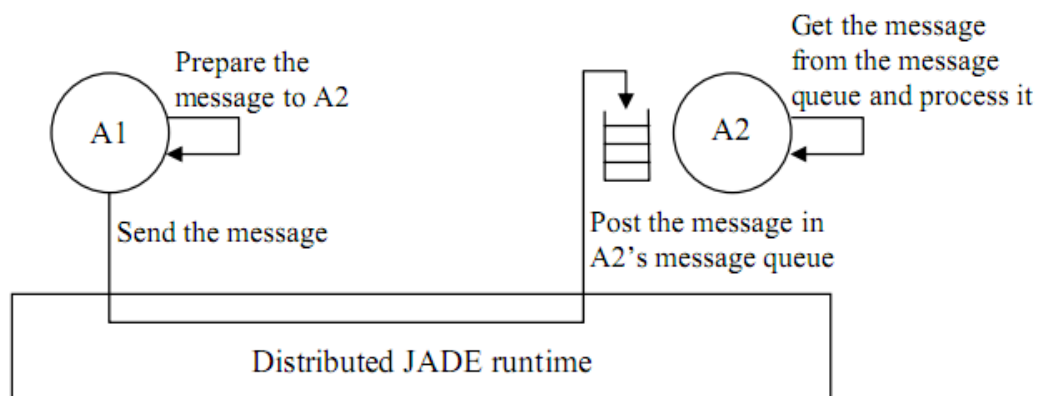 Prepare the
message to A2
A1
Send the message
Get the message
from the message
queue and process it
A2
Post the message in
A2’s message queue
Distributed JADE runtime